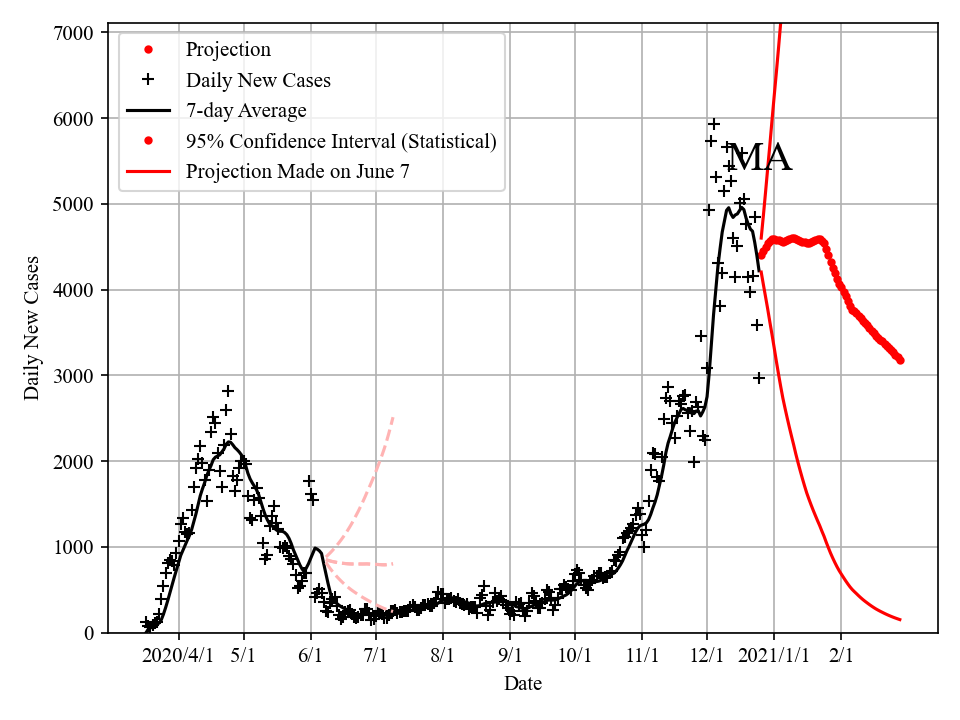 7000
6000
5000
4000
3000
2000
1000
0
Daily New Cases
Projection
Daily New Cases
7-day Average
95% Confidence Interval (Statistical)
Projection Made on June 7
MA
2020/4/1 5/1 6/1 7/1 8/1 9/1 10/1 11/1 12/1 2021/1/1 2/1
Date